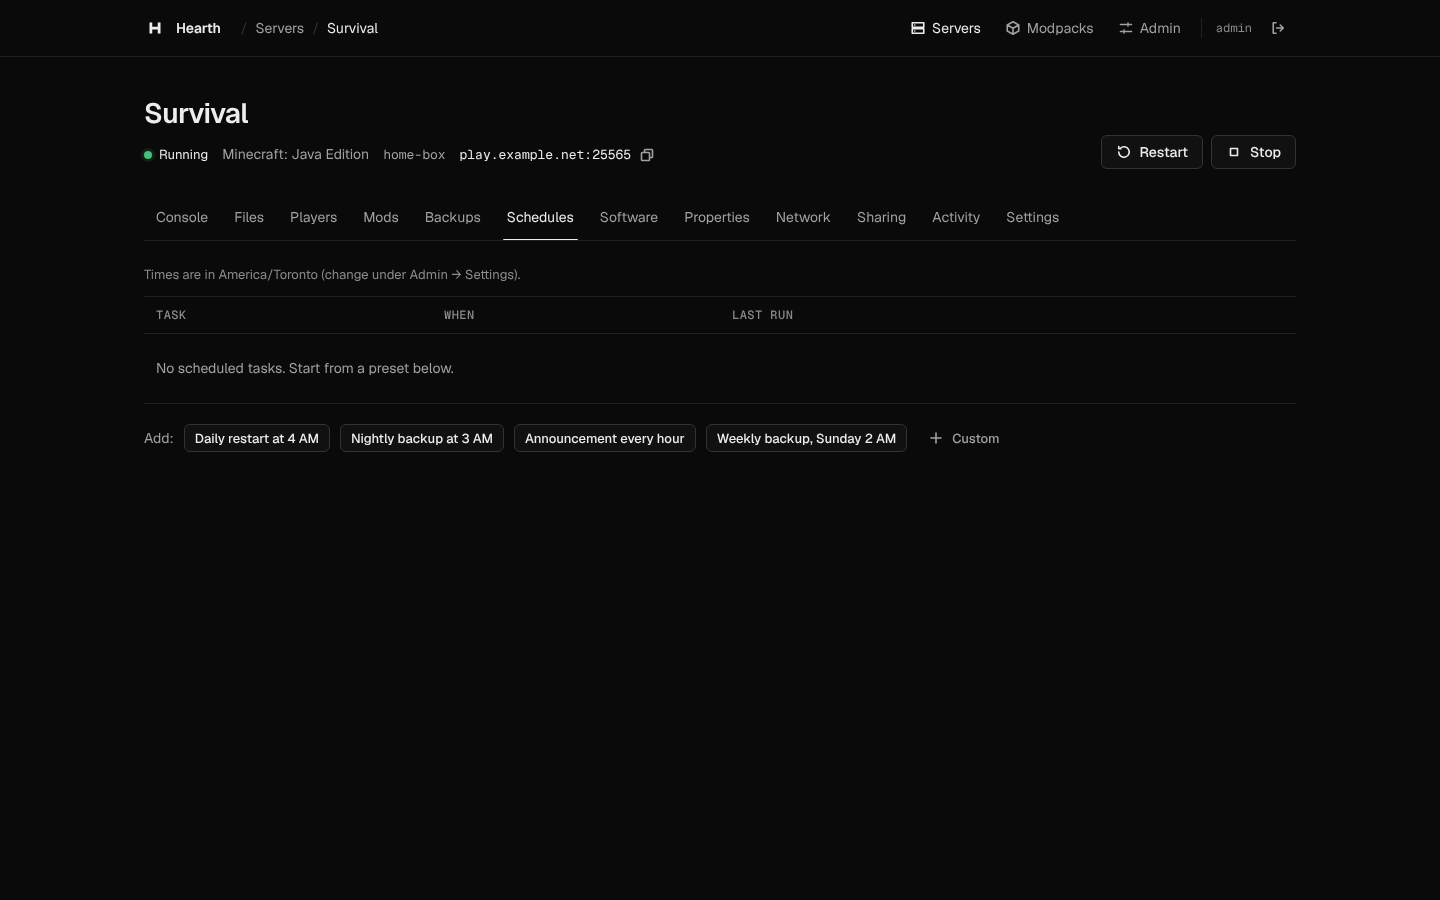 Hearth / Servers / Survival Servers Modpacks Admin admin
Survival
Running Minecraft: Java Edition home-box play.example.net:25565 Restart Stop
Console Files Players Mods Backups Schedules Software Properties Network Sharing Activity Settings
Times are in America/Toronto (change under Admin → Settings).
TASK WHEN LAST RUN
No scheduled tasks. Start from a preset below.
Add: Daily restart at 4 AM Nightly backup at 3 AM Announcement every hour Weekly backup, Sunday 2 AM + Custom